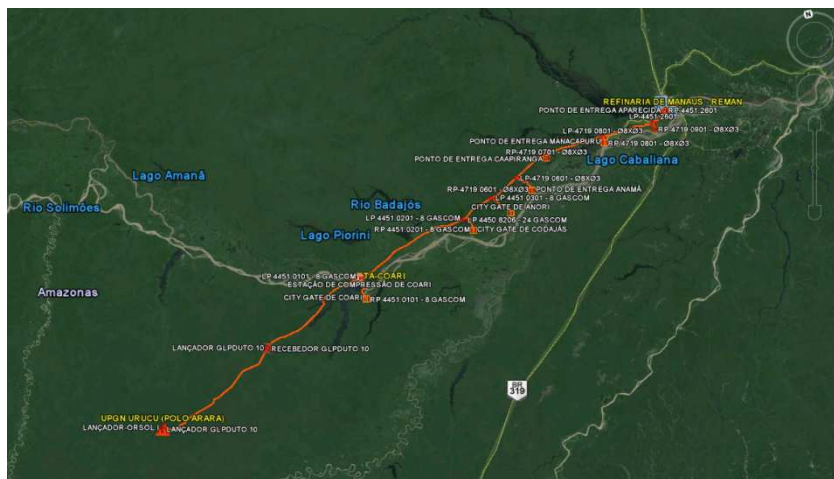 N
REFINARIA DE MANAUS - REMAN
PONTO DE ENTREGA APARECIDA
RP 4451.2601
LP-4451.2601
LP-4719.0801 - Ø8XØ3
RP-4719.0901 - Ø8XØ3
PONTO DE ENTREGA MANACAPURU
RP-4719.0801 - Ø8XØ3
RP-4719.0701 - Ø8XØ3
PONTO DE ENTREGA CAAPIRANGA
Lago Cabaliana
Lago Amanã
LP-4719.0601 - Ø8XØ3
RP-4719.0601 - Ø8XØ3
PONTO DE ENTREGA ANAMÃ
LP 4451.0301 - 8 GASCOM
Rio Solimões
Rio Badajós
CITY GATE DE ANORI
LP 4451.0201 - 8 GASCOM
LP 4450.8206 - 24 GASCOM
RP 4451.0201 - 8 GASCOM
CITY GATE DE CODAJÁS
Lago Piorini
LP 4451.0101 - 8 GASCOM
TA-COARI
ESTAÇÃO DE COMPRESSÃO DE COARI
Amazonas
CITY GATE DE COARI
RP 4451.0101 - 8 GASCOM
LANÇADOR GLPDUTO 10
RECEBEDOR GLPDUTO 10
BR
319
UPGN URUCU (POLO ARARA)
LANÇADOR-ORSOL
LANÇADOR GLPDUTO 10